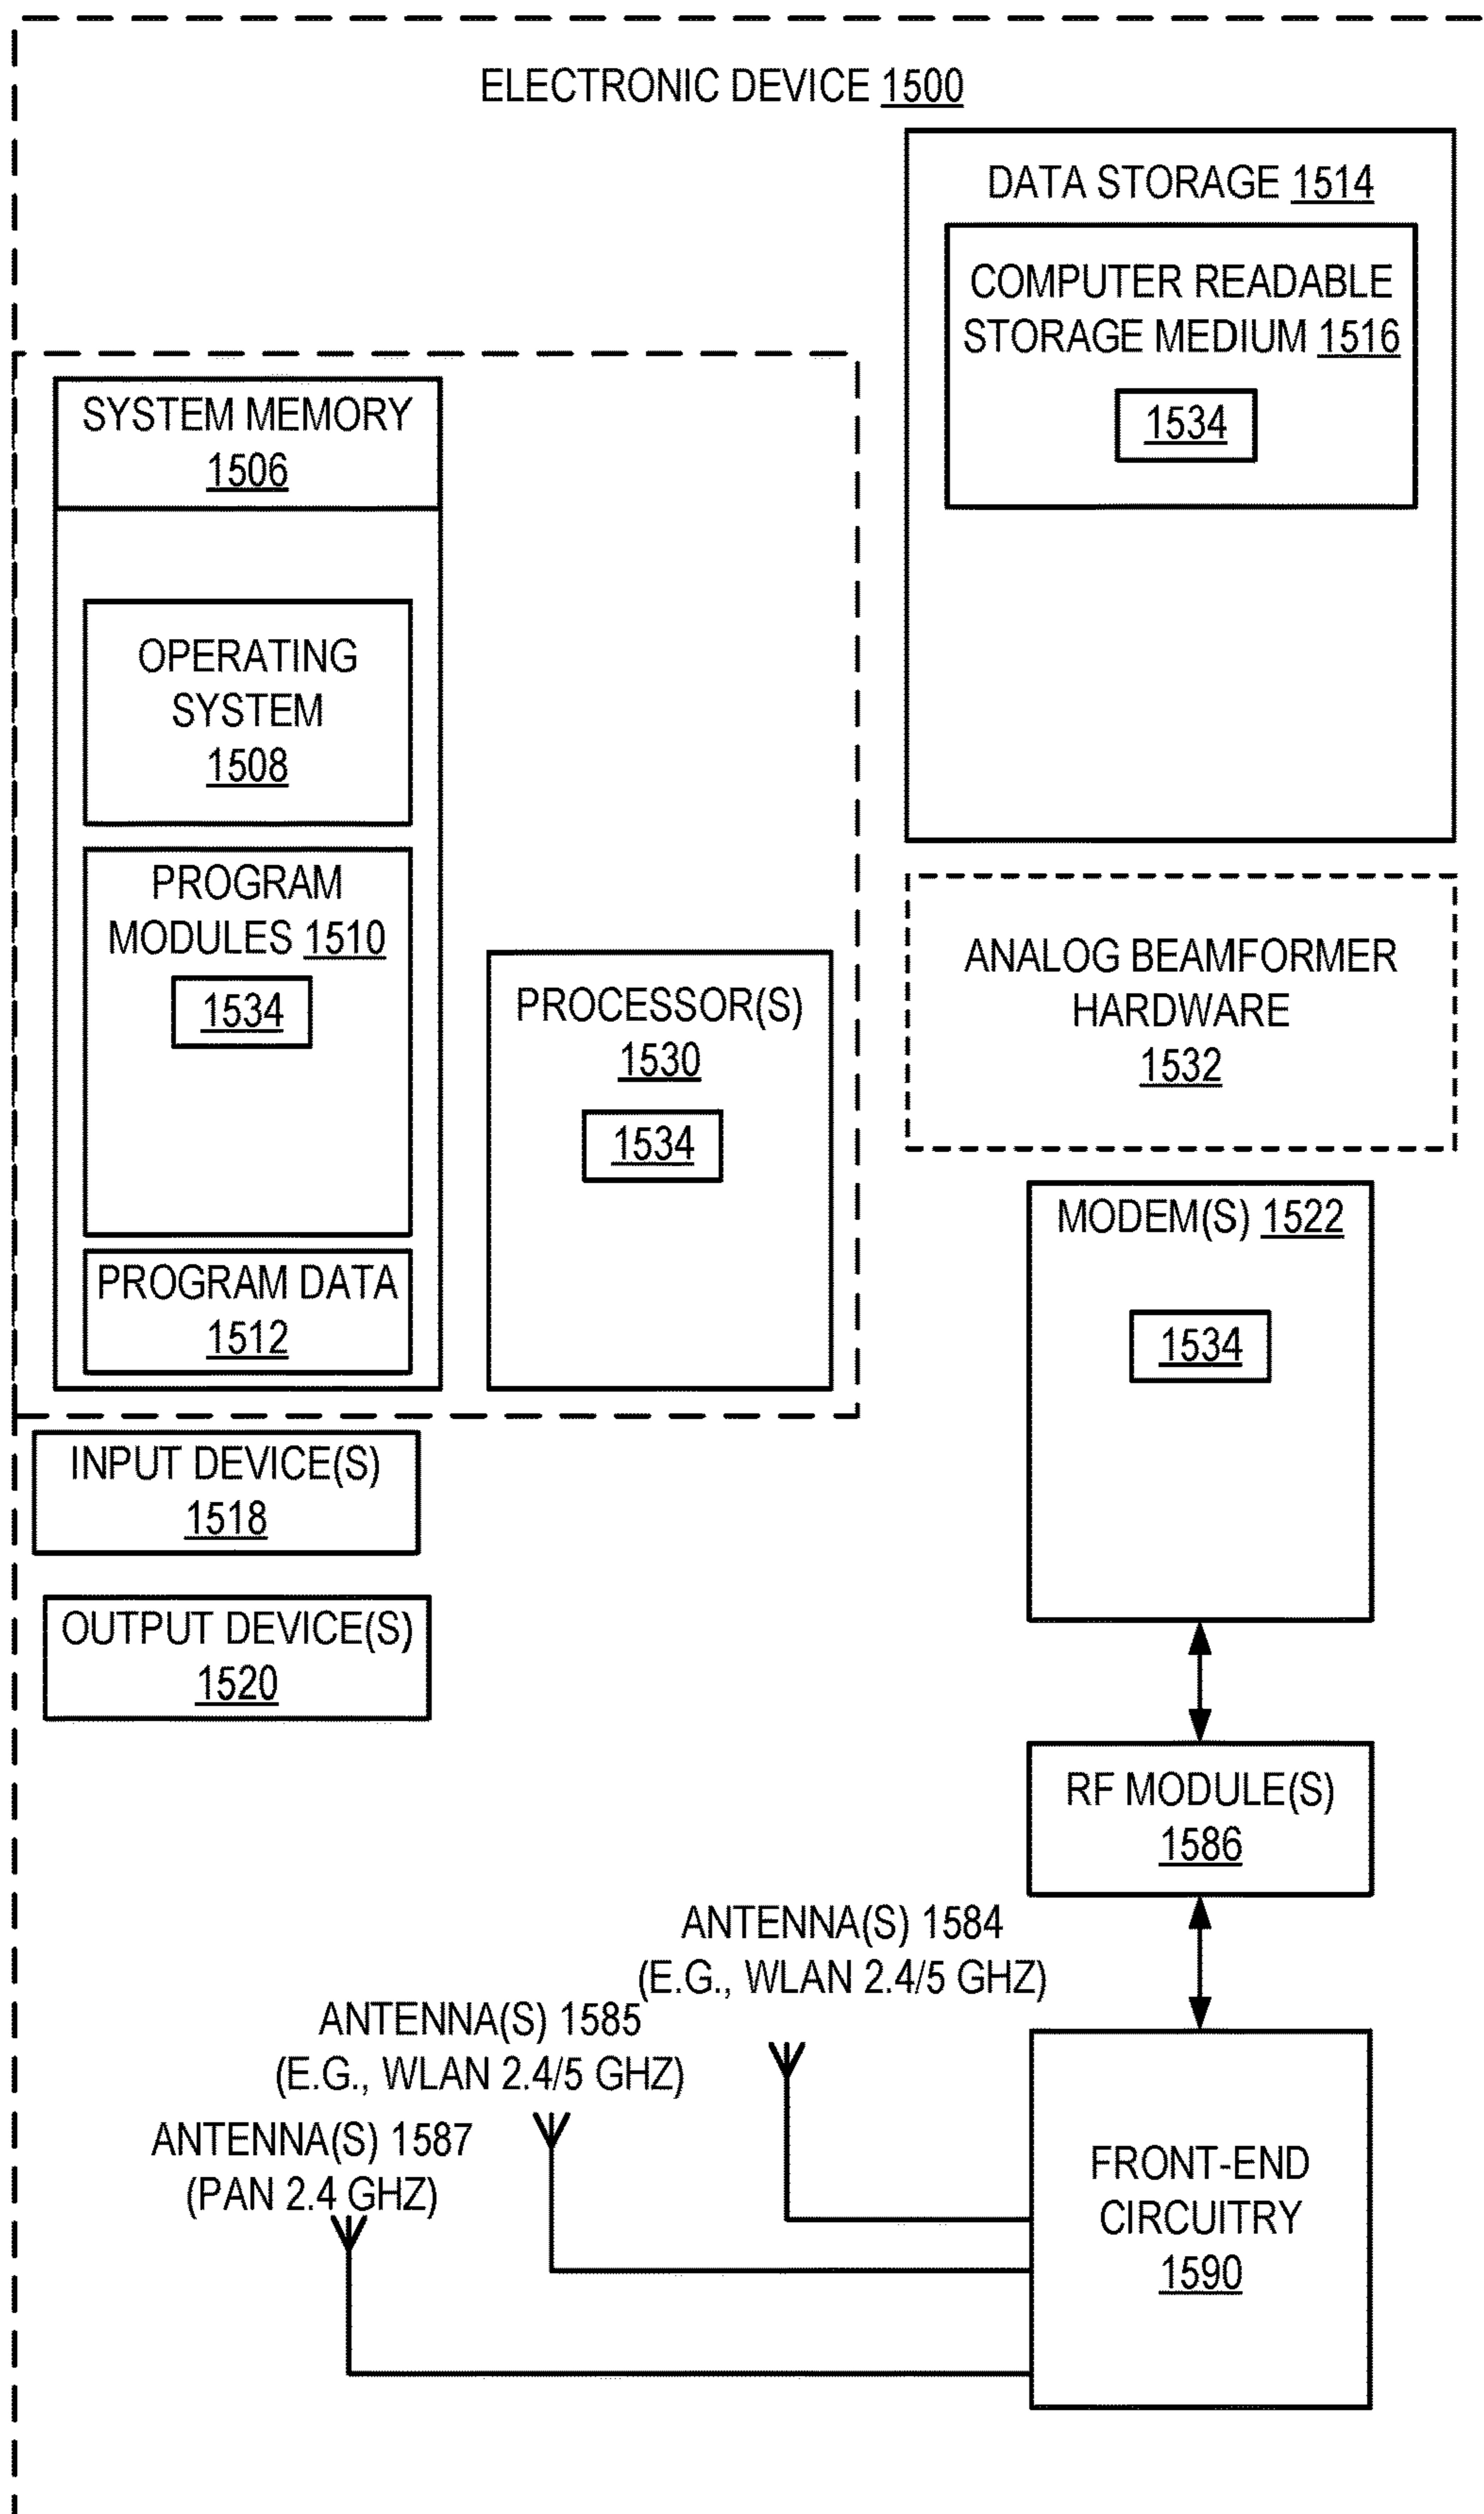 ELECTRONIC DEVICE 1500
DATA STORAGE 1514
COMPUTER READABLE
STORAGE MEDIUM 1516
1534
SYSTEM MEMORY
1506
OPERATING
SYSTEM
1508
PROGRAM
MODULES 1510
1534
PROGRAM DATA
1512
PROCESSOR(S)
1530
1534
ANALOG BEAMFORMER
HARDWARE
1532
MODEM(S) 1522
1534
INPUT DEVICE(S)
1518
OUTPUT DEVICE(S)
1520
RF MODULE(S)
1586
ANTENNA(S) 1584
(E.G., WLAN 2.4/5 GHZ)
ANTENNA(S) 1585
(E.G., WLAN 2.4/5 GHZ)
ANTENNA(S) 1587
(PAN 2.4 GHZ)
FRONT-END
CIRCUITRY
1590